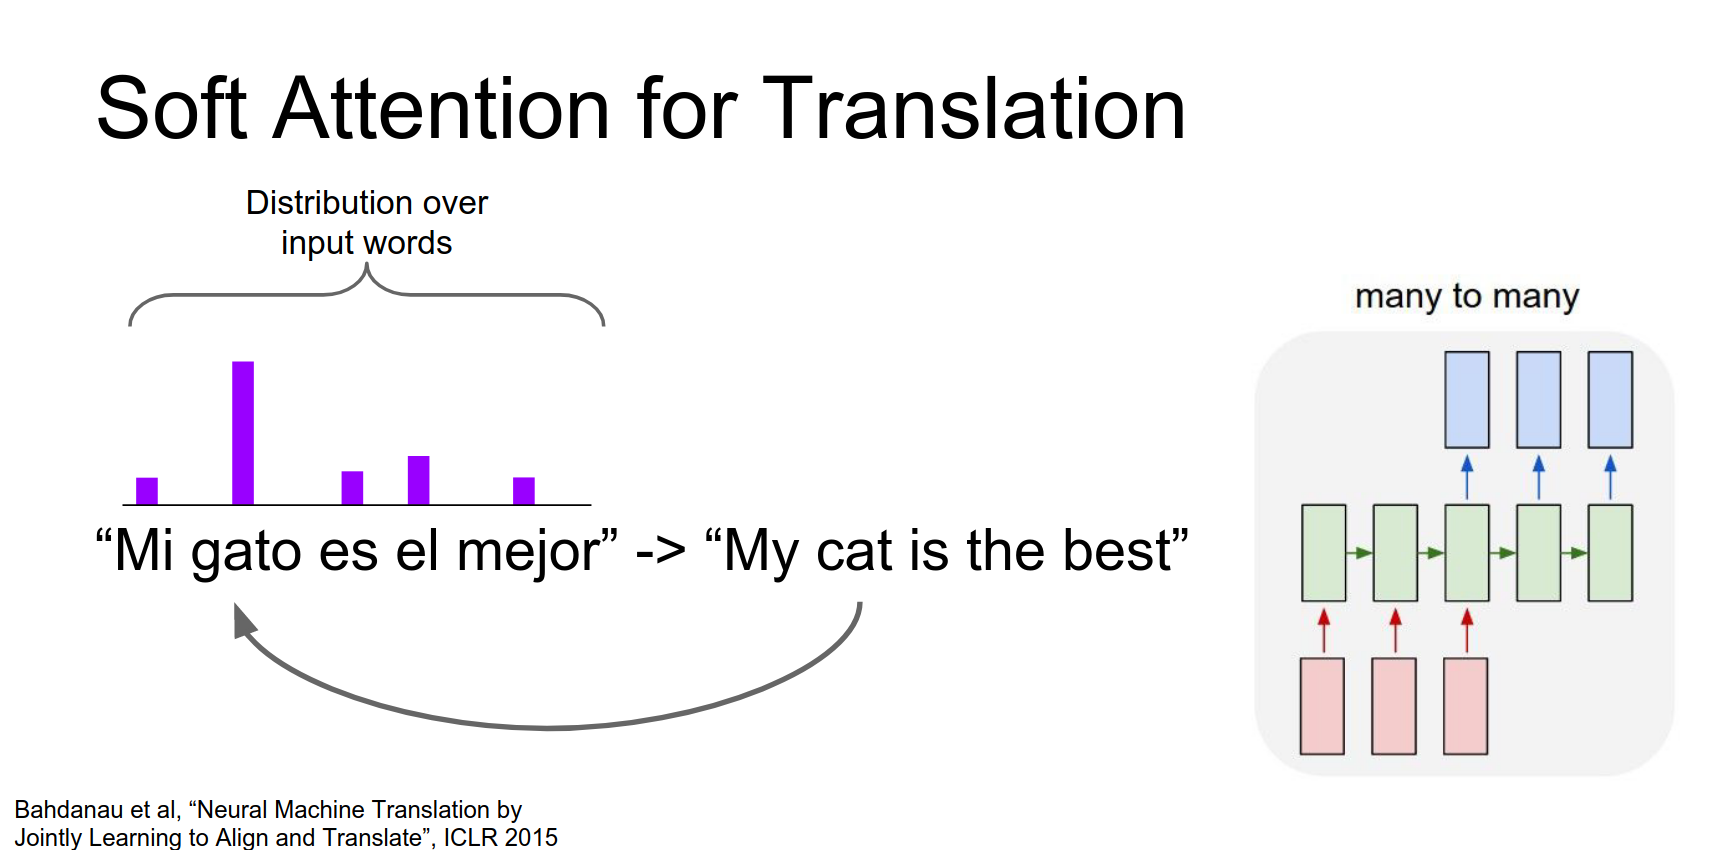 Soft Attention for Translation
Distribution over
input words
many to many
“Mi gato es el mejor” -> “My cat is the best”
Bahdanau et al, “Neural Machine Translation by
Jointly Learning to Align and Translate”, ICLR 2015